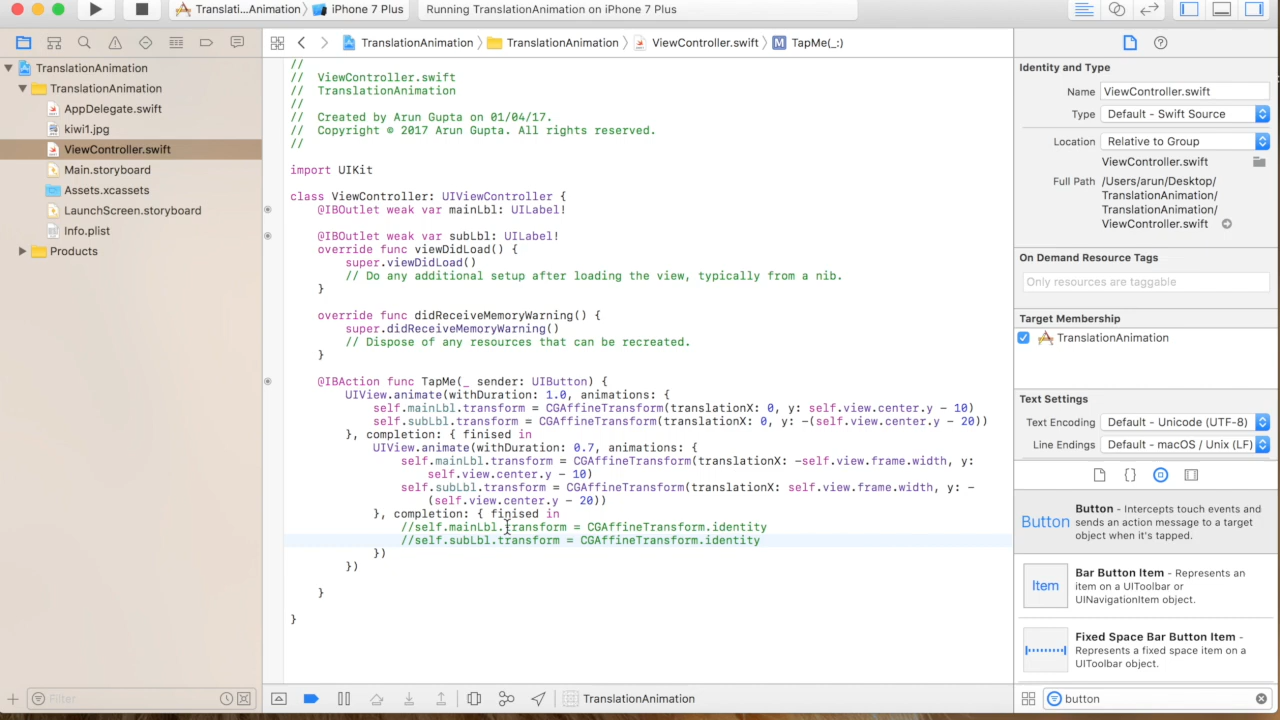 Translati...Animation
iPhone 7 Plus
Running TranslationAnimation on iPhone 7 Plus
TranslationAnimation
TranslationAnimation
ViewController.swift
M TapMe(_:)
TranslationAnimation
TranslationAnimation
AppDelegate.swift
kiwi1.jpg
ViewController.swift
Main.storyboard
Assets.xcassets
LaunchScreen.storyboard
Info.plist
Products
Filter
//
//  ViewController.swift
//  TranslationAnimation
//
//  Created by Arun Gupta on 01/04/17.
//  Copyright © 2017 Arun Gupta. All rights reserved.
//
import UIKit
class ViewController: UIViewController {
@IBOutlet weak var mainLbl: UILabel!
@IBOutlet weak var subLbl: UILabel!
override func viewDidLoad() {
super.viewDidLoad()
// Do any additional setup after loading the view, typically from a nib.
}
override func didReceiveMemoryWarning() {
super.didReceiveMemoryWarning()
// Dispose of any resources that can be recreated.
}
@IBAction func TapMe(_ sender: UIButton) {
UIView.animate(withDuration: 1.0, animations: {
self.mainLbl.transform = CGAffineTransform(translationX: 0, y: self.view.center.y - 10)
self.subLbl.transform = CGAffineTransform(translationX: 0, y: -(self.view.center.y - 20))
}, completion: { finised in
UIView.animate(withDuration: 0.7, animations: {
self.mainLbl.transform = CGAffineTransform(translationX: -self.view.frame.width, y:
self.view.center.y - 10)
self.subLbl.transform = CGAffineTransform(translationX: self.view.frame.width, y: -
(self.view.center.y - 20))
}, completion: { finised in
//self.mainLbl.transform = CGAffineTransform.identity
//self.subLbl.transform = CGAffineTransform.identity
})
})
}
}
TranslationAnimation
Identity and Type
Name ViewController.swift
Type Default - Swift Source
Location Relative to Group
ViewController.swift
Full Path /Users/arun/Desktop/
TranslationAnimation/
TranslationAnimation/
ViewController.swift
On Demand Resource Tags
Only resources are taggable
Target Membership
TranslationAnimation
Text Settings
Text Encoding Default - Unicode (UTF-8)
Line Endings Default - macOS / Unix (LF)
Button
Button - Intercepts touch events and
sends an action message to a target
object when it's tapped.
Item
Bar Button Item - Represents an
item on a UIToolbar or
UINavigationItem object.
Fixed Space Bar Button Item -
Represents a fixed space item on a
UIToolbar object.
button